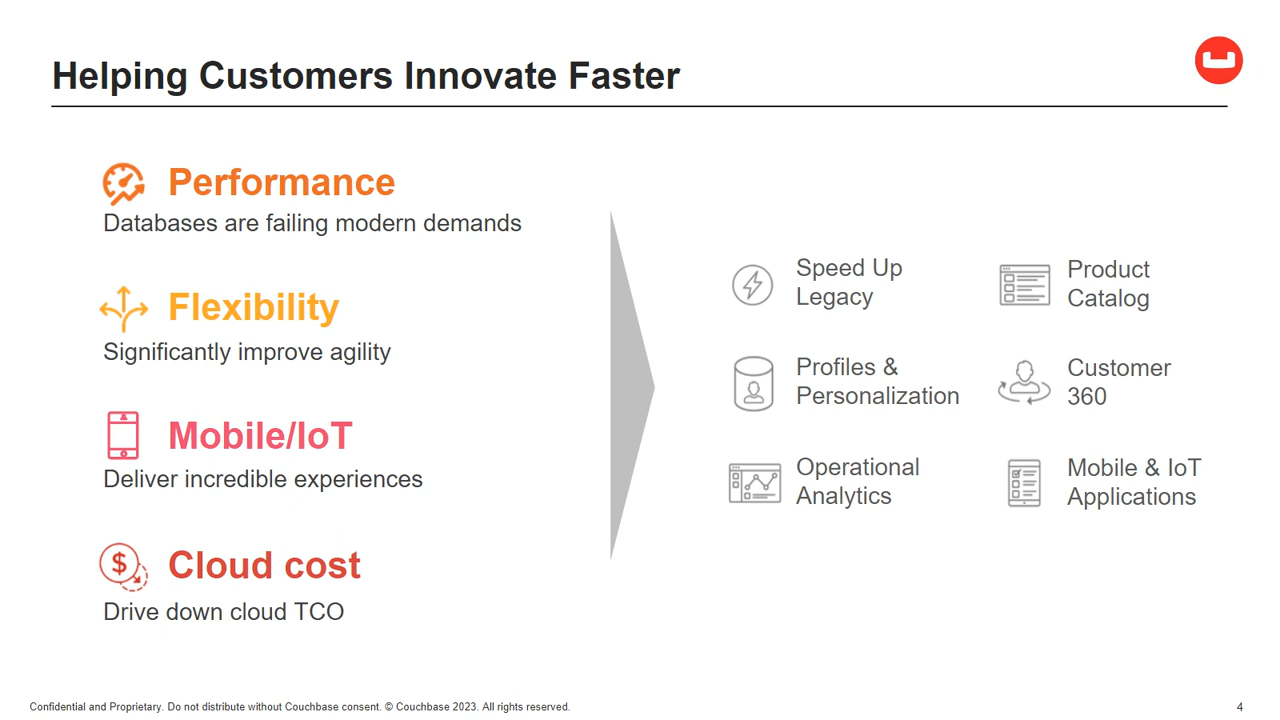 Helping Customers Innovate Faster
Performance
Databases are failing modern demands
Flexibility
Significantly improve agility
Mobile/IoT
Deliver incredible experiences
$
Cloud cost
Drive down cloud TCO
Speed Up
Legacy
Product
Catalog
Profiles &
Personalization
Customer
360
Operational
Analytics
Mobile & IoT
Applications
Confidential and Proprietary. Do not distribute without Couchbase consent. © Couchbase 2023. All rights reserved.
4